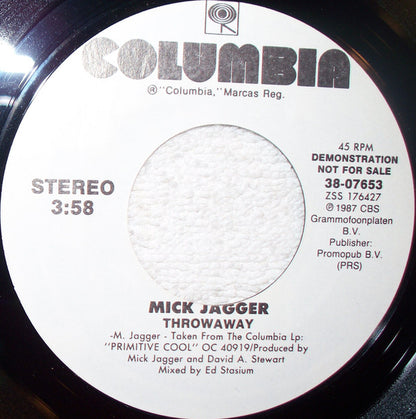 COLUMBIA
®"Columbia," Marcas Reg.
STEREO
3:58
45 RPM
DEMONSTRATION
NOT FOR SALE
38-07653
ZSS 176427
℗ 1987 CBS
Grammofoonplaten
B.V.
Publisher:
Promopub B.V.
(PRS)
MICK JAGGER
THROWAWAY
-M. Jagger - Taken From The Columbia Lp:
"PRIMITIVE COOL" OC 40919/Produced by
Mick Jagger and David A. Stewart
Mixed by Ed Stasium